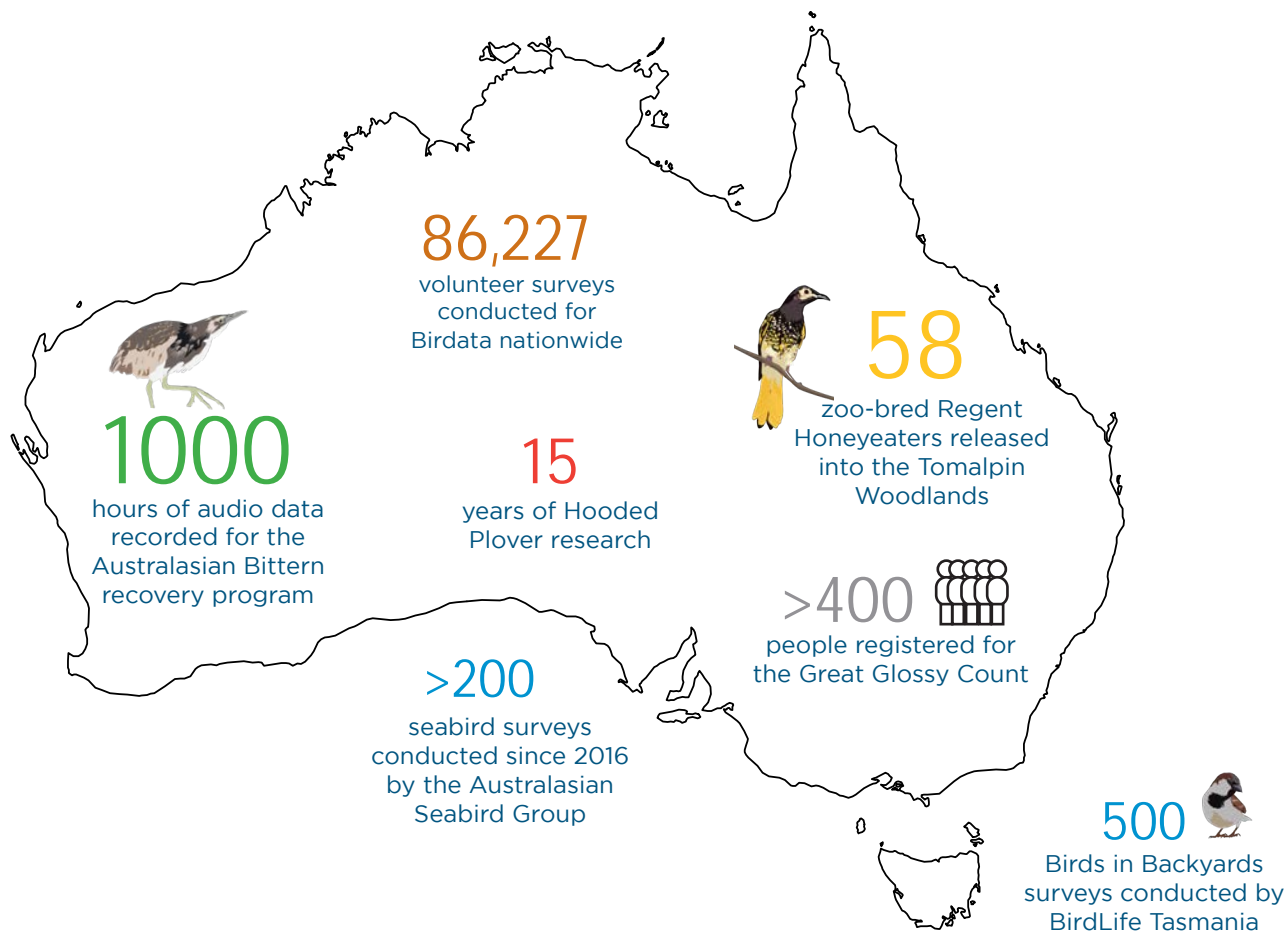 86,227
volunteer surveys
conducted for
Birdata nationwide
58
zoo-bred Regent
Honeyeaters released
into the Tomalpin
Woodlands
1000
hours of audio data
recorded for the
Australasian Bittern
recovery program
15
years of Hooded
Plover research
>400
people registered for
the Great Glossy Count
>200
seabird surveys
conducted since 2016
by the Australasian
Seabird Group
500
Birds in Backyards
surveys conducted by
BirdLife Tasmania